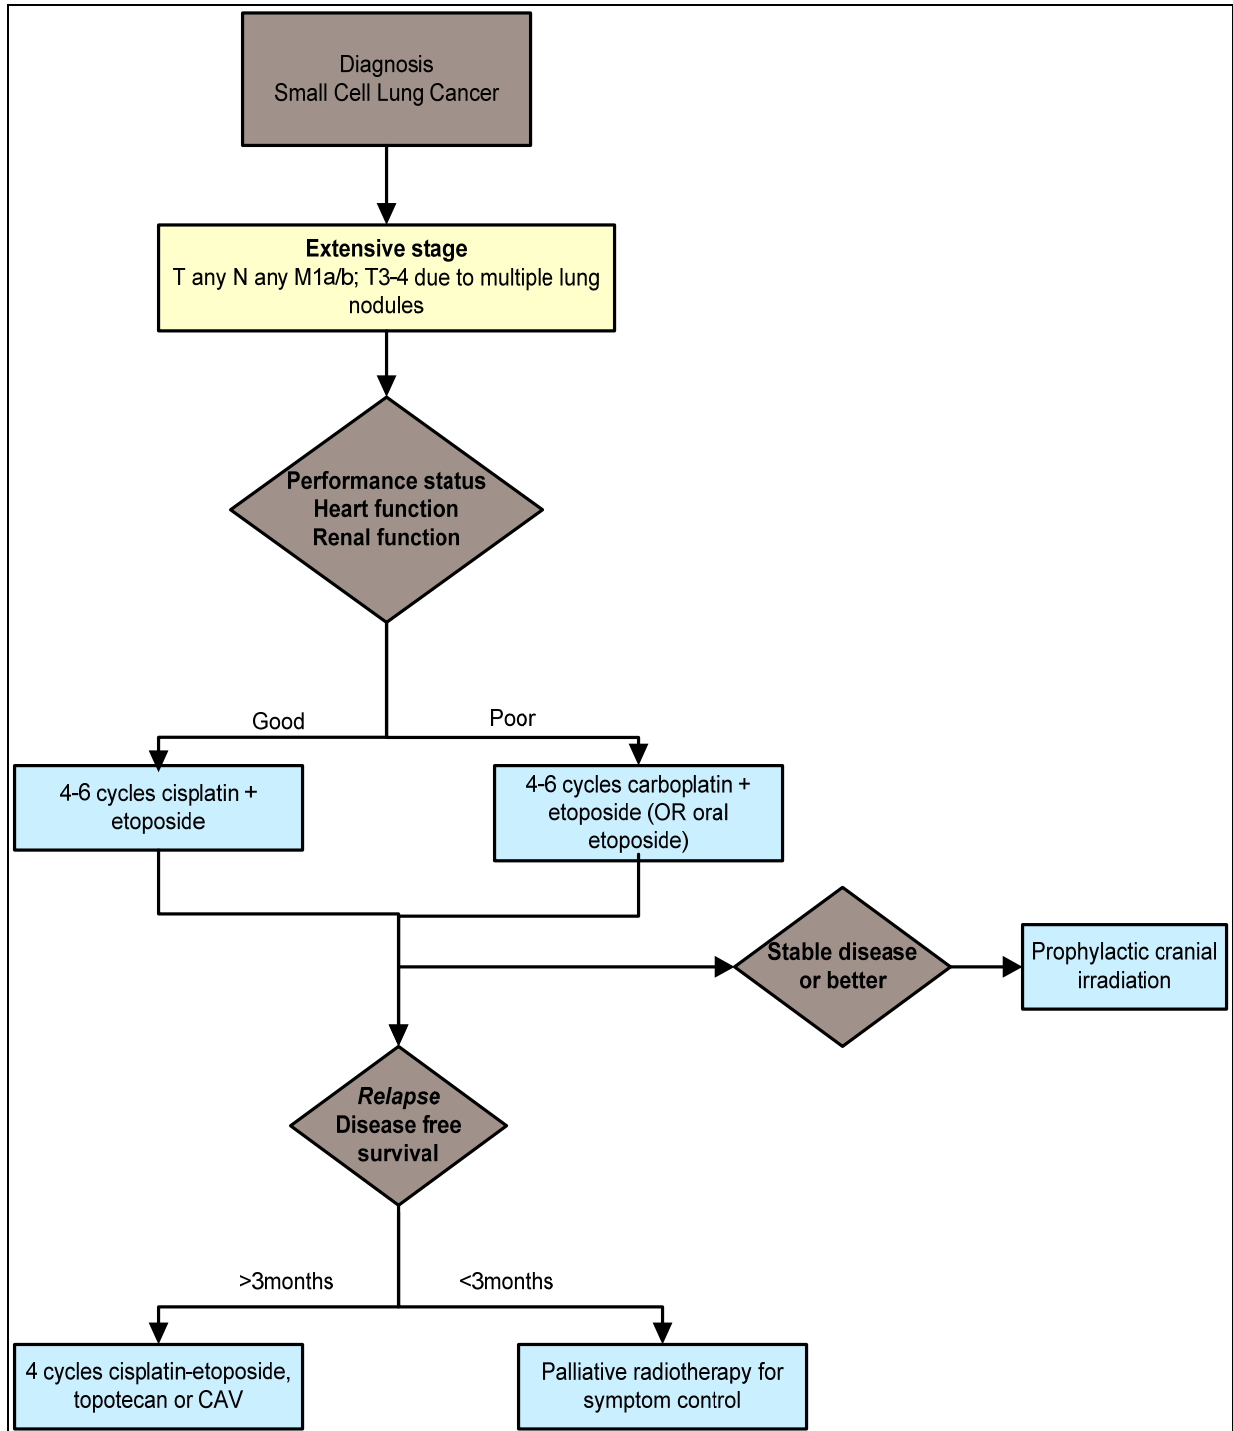 Diagnosis
Small Cell Lung Cancer
Extensive stage
T any N any M1a/b; T3-4 due to multiple lung
nodules
Performance status
Heart function
Renal function
Good
Poor
4-6 cycles cisplatin +
etoposide
4-6 cycles carboplatin +
etoposide (OR oral
etoposide)
Stable disease
or better
Prophylactic cranial
irradiation
Relapse
Disease free
survival
>3months
<3months
4 cycles cisplatin-etoposide,
topotecan or CAV
Palliative radiotherapy for
symptom control